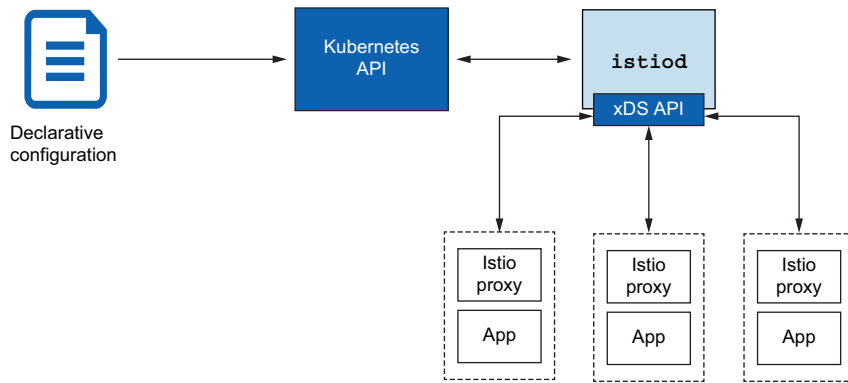 Declarative
configuration
Kubernetes
API
istiod
xDS API
Istio
proxy
App
Istio
proxy
App
Istio
proxy
App